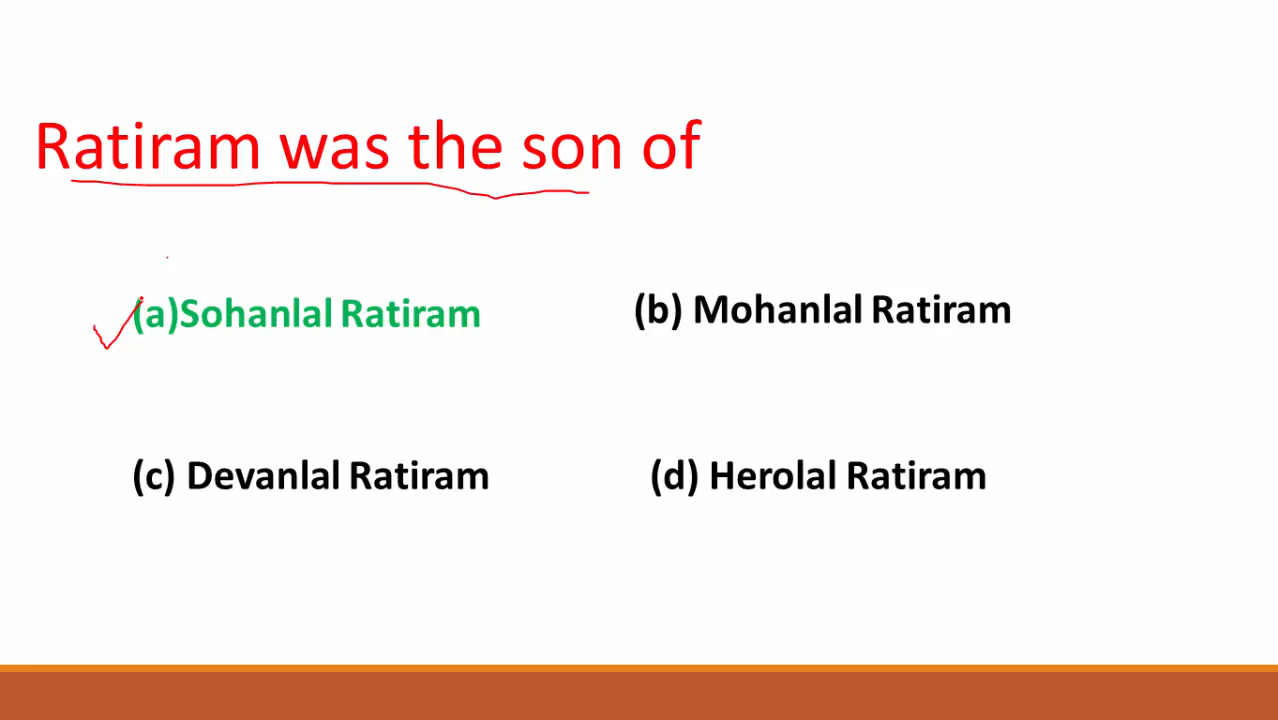 Ratiram was the son of
(a)Sohanlal Ratiram
(b) Mohanlal Ratiram
(c) Devanlal Ratiram
(d) Herolal Ratiram